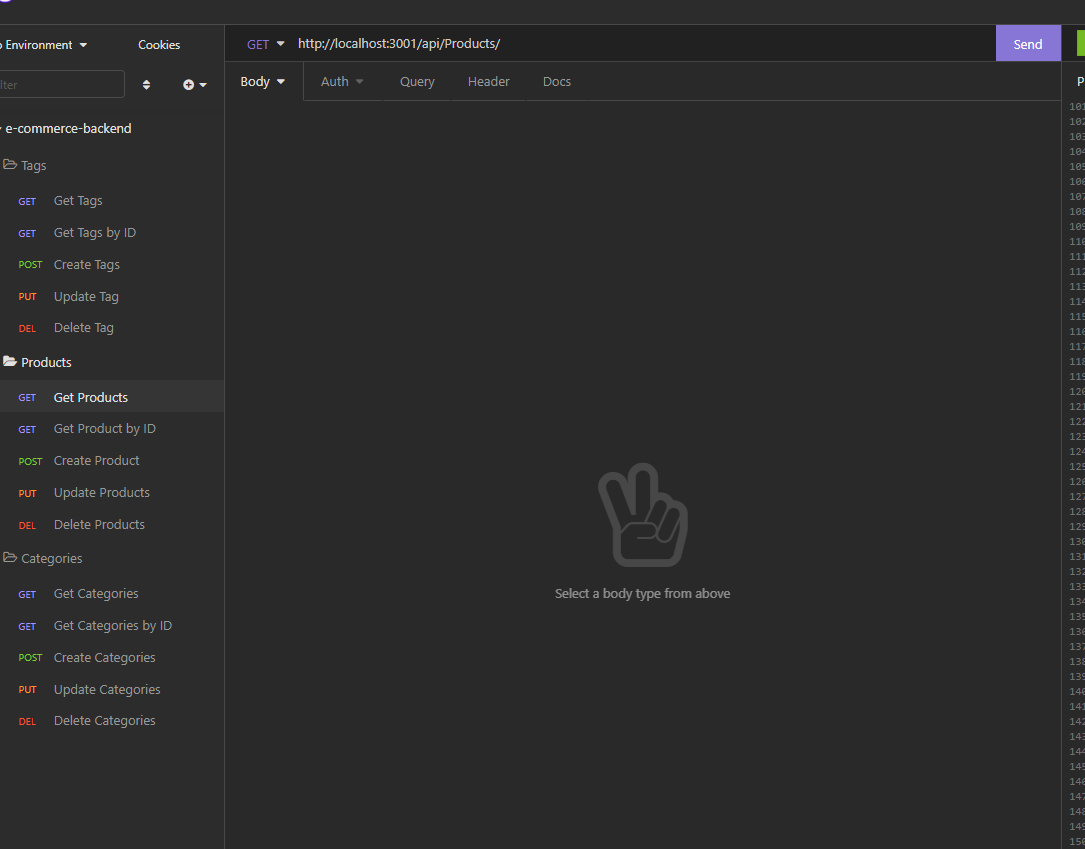 Environment
Cookies
GET
http://localhost:3001/api/Products/
Send
Body
Auth
Query
Header
Docs
P
e-commerce-backend
Tags
GET Get Tags
GET Get Tags by ID
POST Create Tags
PUT Update Tag
DEL Delete Tag
Products
GET Get Products
GET Get Product by ID
POST Create Product
PUT Update Products
DEL Delete Products
Categories
GET Get Categories
GET Get Categories by ID
POST Create Categories
PUT Update Categories
DEL Delete Categories
Select a body type from above
101
102
103
104
105
106
107
108
109
110
111
112
113
114
115
116
117
118
119
120
121
122
123
124
125
126
127
128
129
130
131
132
133
134
135
136
137
138
139
140
141
142
143
144
145
146
147
148
149
150